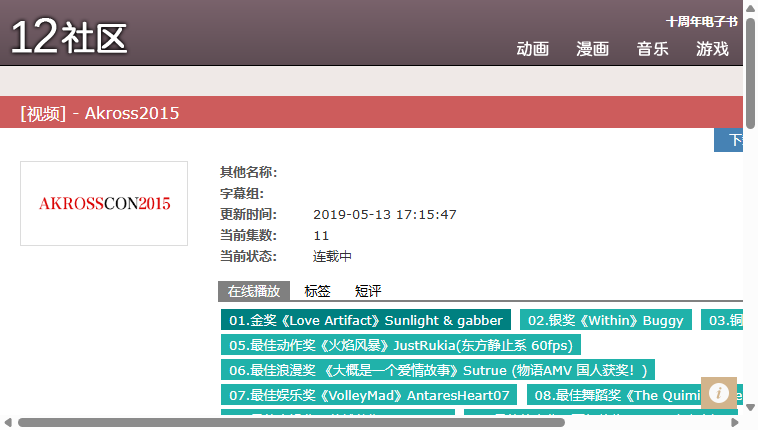 十周年电子书
12社区
动画 漫画 音乐 游戏
[视频] - Akross2015
AKROSSCON2015
其他名称:
字幕组:
更新时间: 2019-05-13 17:15:47
当前集数: 11
当前状态: 连载中
在线播放 标签 短评
01.金奖《Love Artifact》Sunlight & gabber 02.银奖《Within》Buggy 03.铜
05.最佳动作奖《火焰风暴》JustRukia(东方静止系 60fps)
06.最佳浪漫奖 《大概是一个爱情故事》Sutrue (物语AMV 国人获奖！)
07.最佳娱乐奖《VolleyMad》AntaresHeart07 08.最佳舞蹈奖《The Quimi